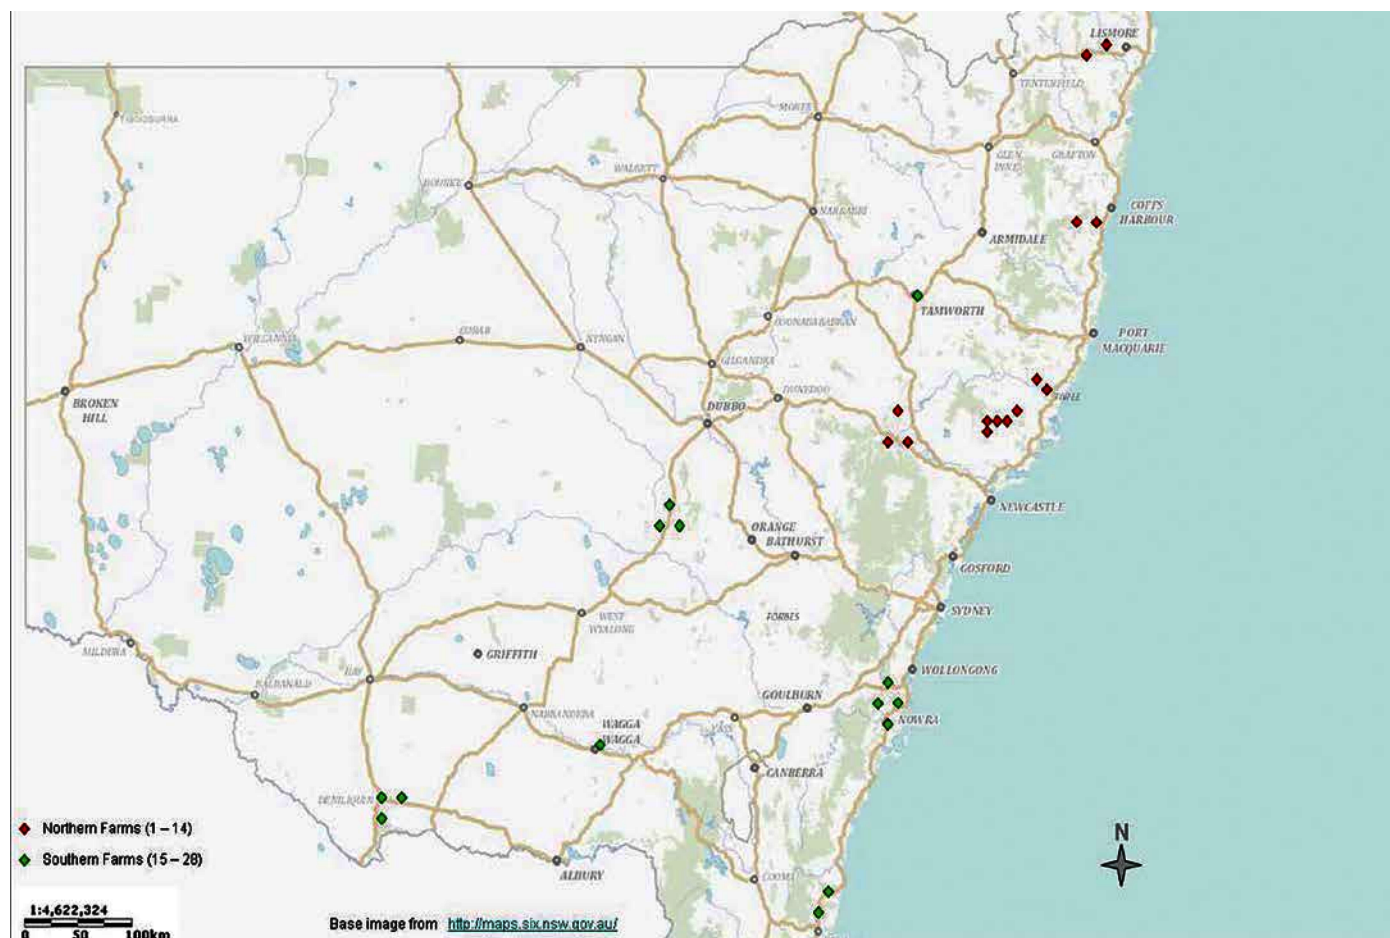 LISMORE
TENTERFIELD
TIBOOBURRA
MOREE
GLEN
INNES
GRAFTON
WALGETT
BOURKE
NARRABRI
COFFS
HARBOUR
ARMIDALE
TAMWORTH
COONABARABRAN
PORT
MACQUARIE
COBAR
NYNGAN
WILCANNIA
GILGANDRA
DUNEDOO
BROKEN
HILL
DUBBO
NEWCASTLE
ORANGE
BATHURST
GOSFORD
SYDNEY
FORBES
WEST
WYALONG
MILDURA
GRIFFITH
HAY
BALRANALD
WOLLONGONG
GOULBURN
NARRANDERA
NOWRA
YASS
WAGGA
WAGGA
CANBERRA
DENILIQUIN
ALBURY
COOMA
Northern Farms (1 – 14)
Southern Farms (15 – 28)
N
1:4,622,324
0 50 100km
Base image from http://maps.six.nsw.gov.au/